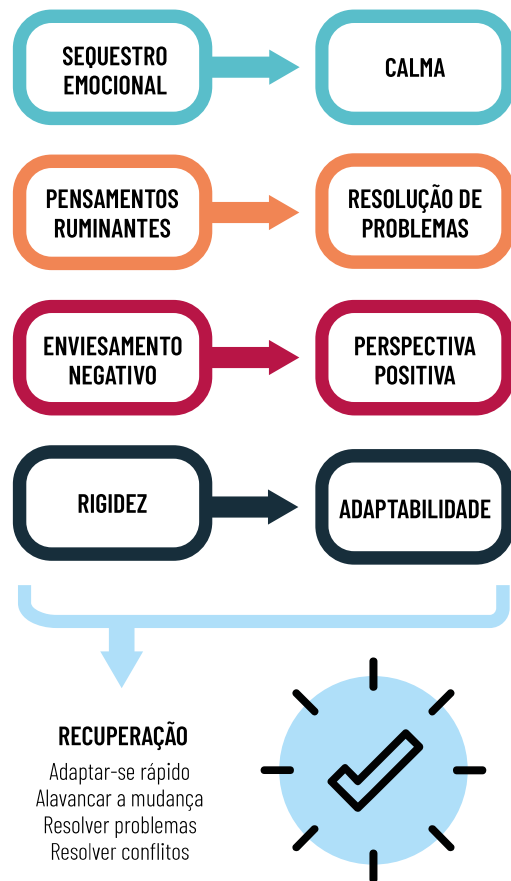 SEQUESTRO
EMOCIONAL
CALMA
PENSAMENTOS
RUMINANTES
RESOLUÇÃO DE
PROBLEMAS
ENVIESAMENTO
NEGATIVO
PERSPECTIVA
POSITIVA
RIGIDEZ
ADAPTABILIDADE
RECUPERAÇÃO
Adaptar-se rápido
Alavancar a mudança
Resolver problemas
Resolver conflitos